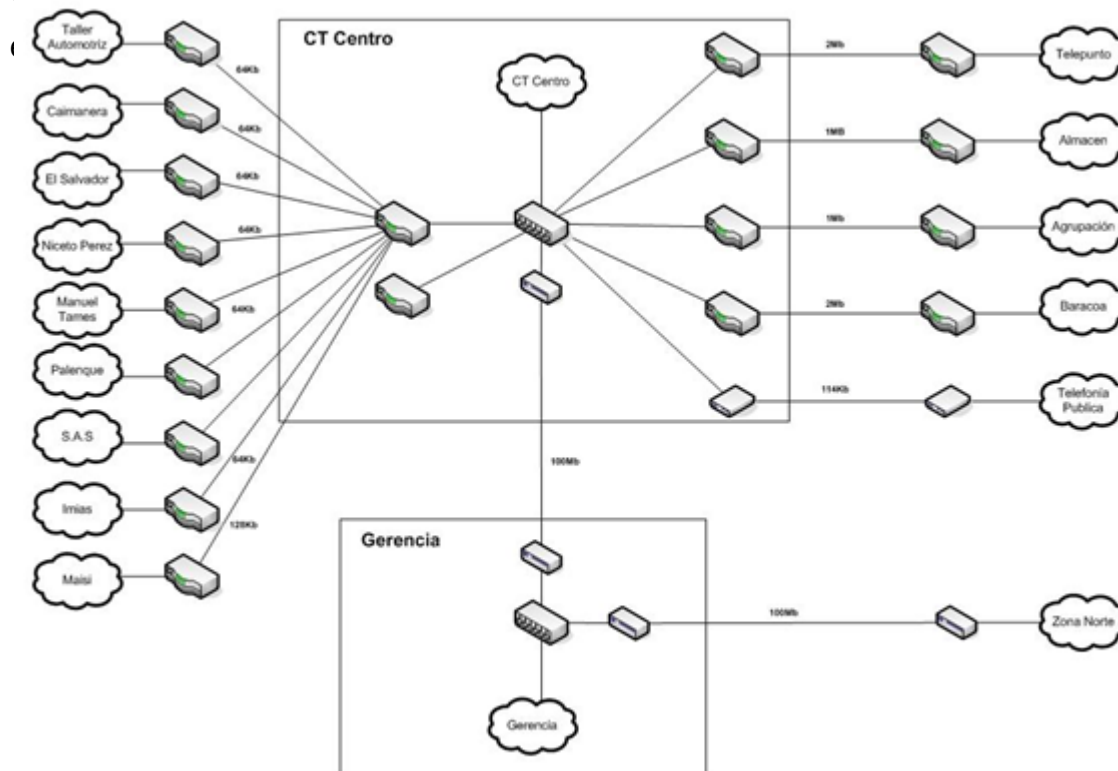 Taller
Automotriz
64Kb
Caimanera
64Kb
El Salvador
64Kb
Niceto Perez
64Kb
Manuel
Tames
64Kb
Palenque
S.A.S
64Kb
Imias
128Kb
Maisi
CT Centro
CT Centro
2Mb
Telepunto
1MB
Almacen
1Mb
Agrupación
2Mb
Baracoa
114Kb
Telefonía
Publica
100Mb
Gerencia
100Mb
Zona Norte
Gerencia